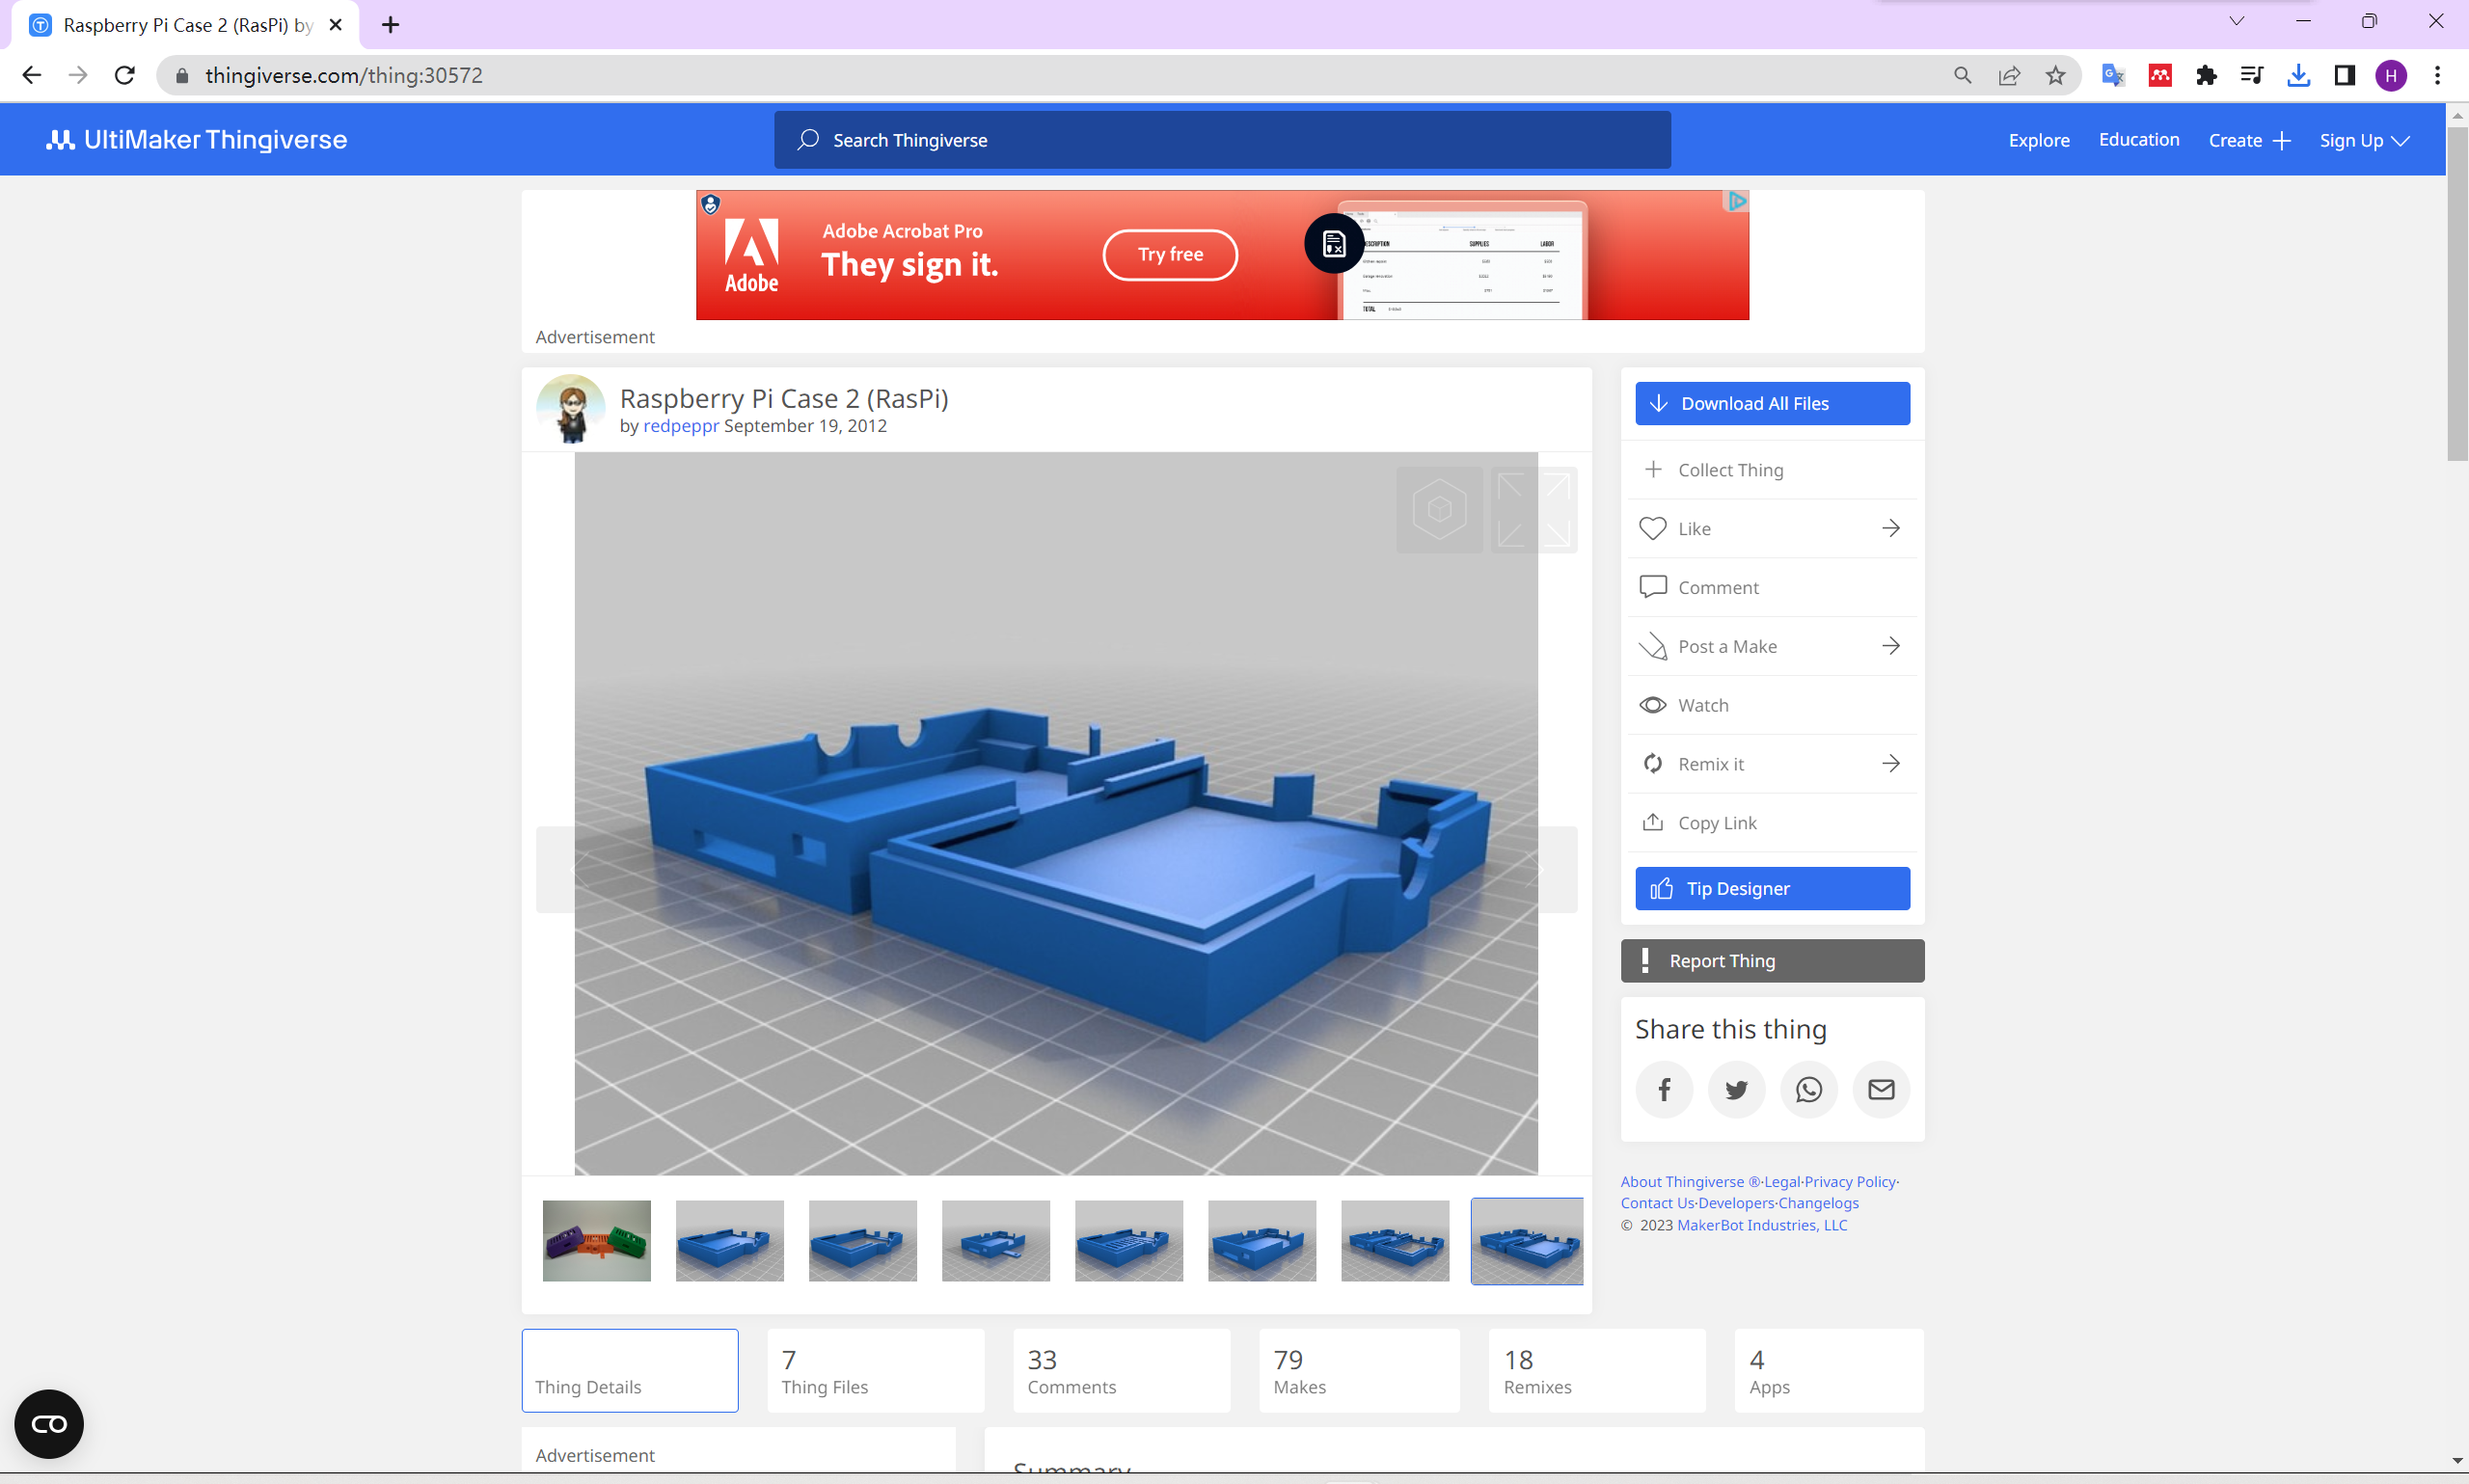 Raspberry Pi Case 2 (RasPi) by
thingiverse.com/thing:30572
H
UltiMaker Thingiverse
Search Thingiverse
Explore
Education
Create
Sign Up
Adobe
Adobe Acrobat Pro
They sign it.
Try free
DESCRIPTION SUPPLIES LABOR
TOTAL
Advertisement
Raspberry Pi Case 2 (RasPi)
by redpeppr September 19, 2012
Download All Files
Collect Thing
Like
Comment
Post a Make
Watch
Remix it
Copy Link
Tip Designer
Report Thing
Share this thing
About Thingiverse ®·Legal·Privacy Policy·
Contact Us·Developers·Changelogs
© 2023 MakerBot Industries, LLC
Thing Details
7
Thing Files
33
Comments
79
Makes
18
Remixes
4
Apps
Advertisement
Summary